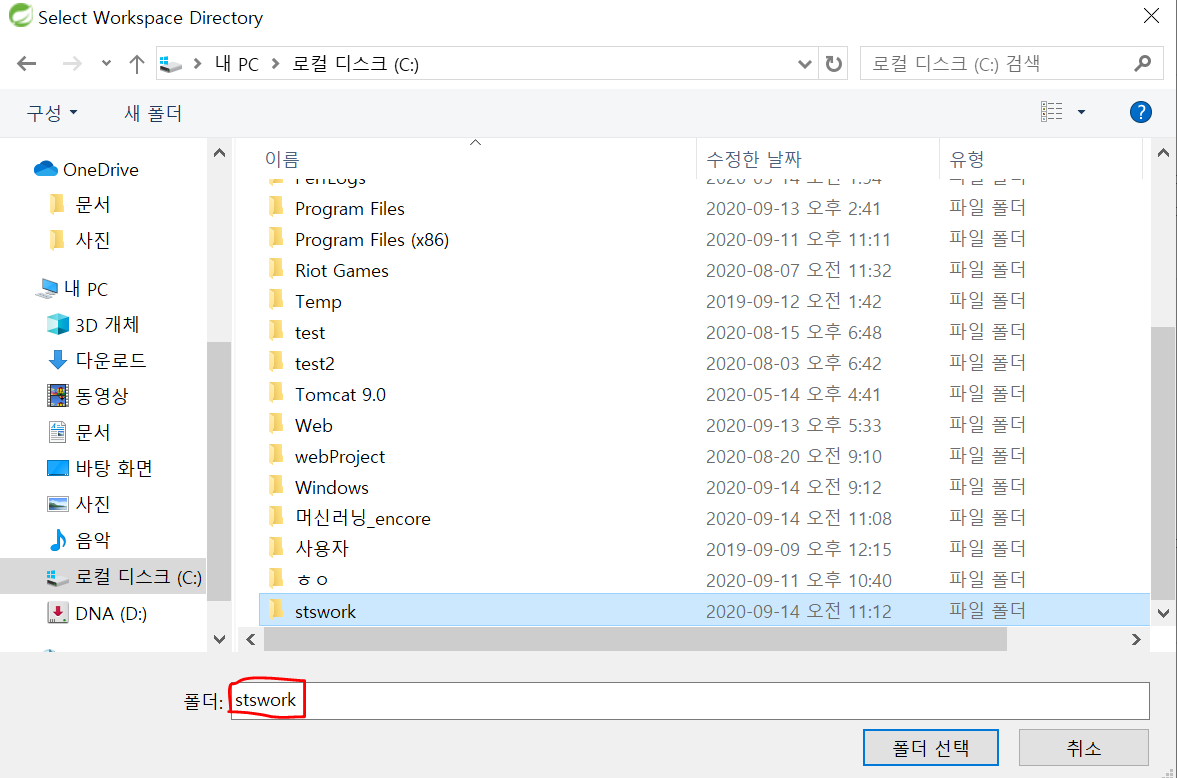 Select Workspace Directory
내 PC 로컬 디스크 (C:) 로컬 디스크 (C:) 검색
구성 새 폴더 ?
이름 수정한 날짜 유형
OneDrive
문서
사진
내 PC
3D 개체
다운로드
동영상
문서
바탕 화면
사진
음악
로컬 디스크 (C:)
DNA (D:)
Program Files 2020-09-13 오후 2:41 파일 폴더
Program Files (x86) 2020-09-11 오후 11:11 파일 폴더
Riot Games 2020-08-07 오전 11:32 파일 폴더
Temp 2019-09-12 오전 1:42 파일 폴더
test 2020-08-15 오후 6:48 파일 폴더
test2 2020-08-03 오후 6:42 파일 폴더
Tomcat 9.0 2020-05-14 오후 4:41 파일 폴더
Web 2020-09-13 오후 5:33 파일 폴더
webProject 2020-08-20 오전 9:10 파일 폴더
Windows 2020-09-14 오전 9:12 파일 폴더
머신러닝_encore 2020-09-14 오전 11:08 파일 폴더
사용자 2019-09-09 오후 12:15 파일 폴더
ㅎㅇ 2020-09-11 오후 10:40 파일 폴더
stswork 2020-09-14 오전 11:12 파일 폴더
폴더: stswork
폴더 선택 취소